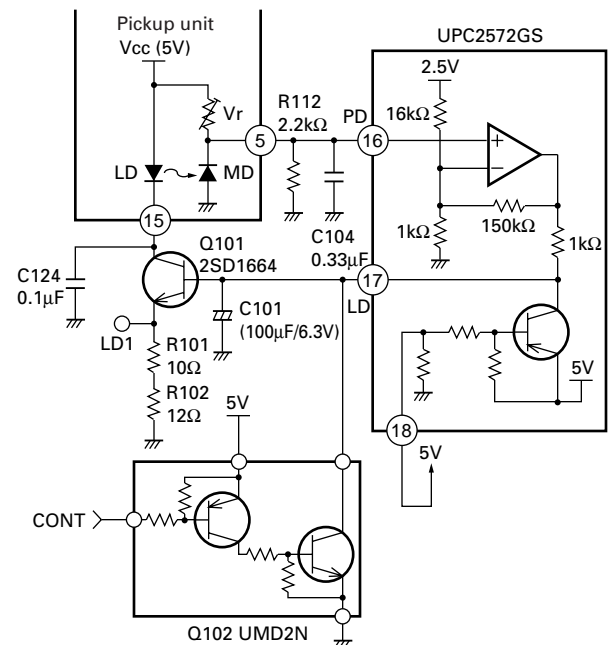 Pickup unit
Vcc (5V)
UPC2572GS
2.5V
R112
2.2kΩ
PD
16kΩ
Vr
5
16
+
−
LD
MD
15
150kΩ
1kΩ
1kΩ
C104
0.33µF
Q101
2SD1664
17
LD
C124
0.1µF
C101
(100µF/6.3V)
LD1
R101
10Ω
R102
12Ω
5V
5V
18
5V
CONT
Q102 UMD2N